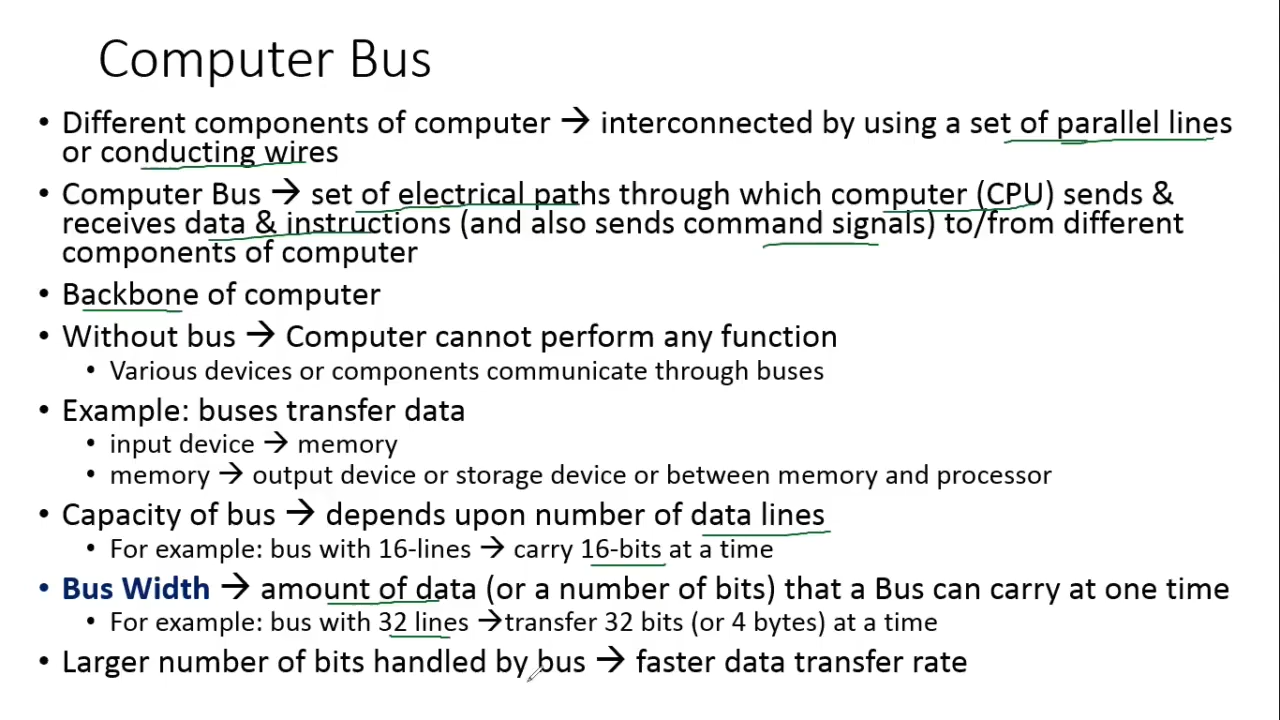 Computer Bus
• Different components of computer → interconnected by using a set of parallel lines
or conducting wires
• Computer Bus → set of electrical paths through which computer (CPU) sends &
receives data & instructions (and also sends command signals) to/from different
components of computer
• Backbone of computer
• Without bus → Computer cannot perform any function
• Various devices or components communicate through buses
• Example: buses transfer data
• input device → memory
• memory → output device or storage device or between memory and processor
• Capacity of bus → depends upon number of data lines
• For example: bus with 16-lines → carry 16-bits at a time
• Bus Width → amount of data (or a number of bits) that a Bus can carry at one time
• For example: bus with 32 lines →transfer 32 bits (or 4 bytes) at a time
• Larger number of bits handled by bus → faster data transfer rate